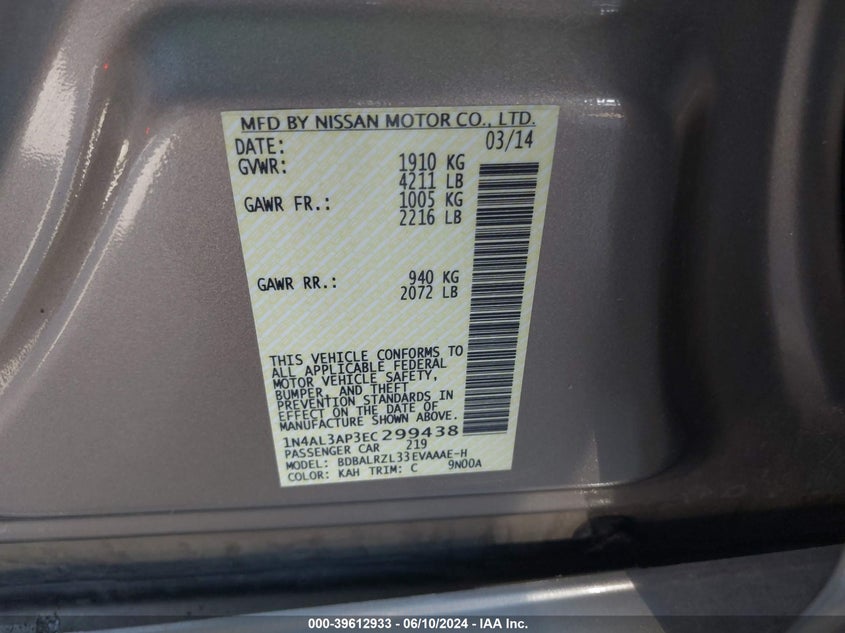 MFD BY NISSAN MOTOR CO., LTD.
DATE: 03/14
GVWR: 1910 KG
4211 LB
GAWR FR.: 1005 KG
2216 LB
GAWR RR.: 940 KG
2072 LB
THIS VEHICLE CONFORMS TO
ALL APPLICABLE FEDERAL
MOTOR VEHICLE SAFETY,
BUMPER, AND THEFT
PREVENTION STANDARDS IN
EFFECT ON THE DATE OF
MANUFACTURE SHOWN ABOVE.
1N4AL3AP3EC299438
PASSENGER CAR 219
MODEL: BDBALRZL33EVAAAE-H
COLOR: KAH TRIM: C 9N00A
000-39612933 - 06/10/2024 - IAA Inc.